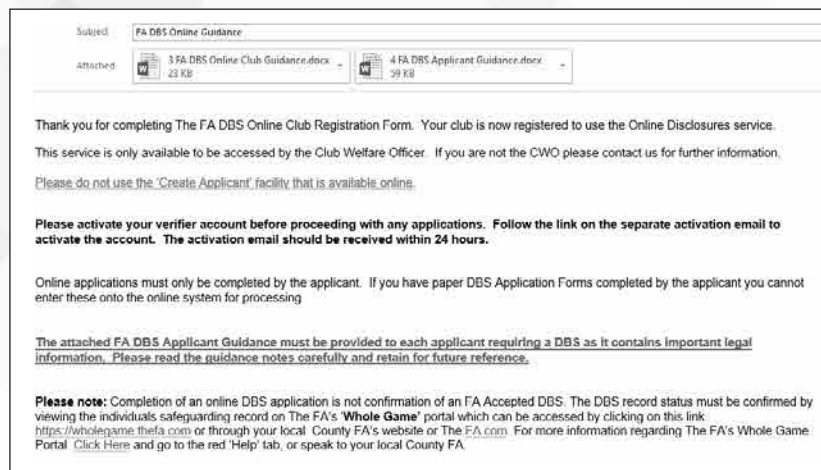 Subject
FA DBS Online Guidance
Attached
3 FA DBS Online Club Guidance.docx
23 KB
4 FA DBS Applicant Guidance.docx
59 KB
Thank you for completing The FA DBS Online Club Registration Form. Your club is now registered to use the Online Disclosures service.
This service is only available to be accessed by the Club Welfare Officer. If you are not the CWO please contact us for further information.
Please do not use the 'Create Applicant' facility that is available online.
Please activate your verifier account before proceeding with any applications. Follow the link on the separate activation email to
activate the account. The activation email should be received within 24 hours.
Online applications must only be completed by the applicant. If you have paper DBS Application Forms completed by the applicant you cannot
enter these onto the online system for processing
The attached FA DBS Applicant Guidance must be provided to each applicant requiring a DBS as it contains important legal
information. Please read the guidance notes carefully and retain for future reference.
Please note: Completion of an online DBS application is not confirmation of an FA Accepted DBS. The DBS record status must be confirmed by
viewing the individuals safeguarding record on The FA's 'Whole Game' portal which can be accessed by clicking on this link
https://wholegame.thefa.com or through your local County FA's website or The FA.com. For more information regarding The FA's Whole Game
Portal Click Here and go to the red 'Help' tab, or speak to your local County FA